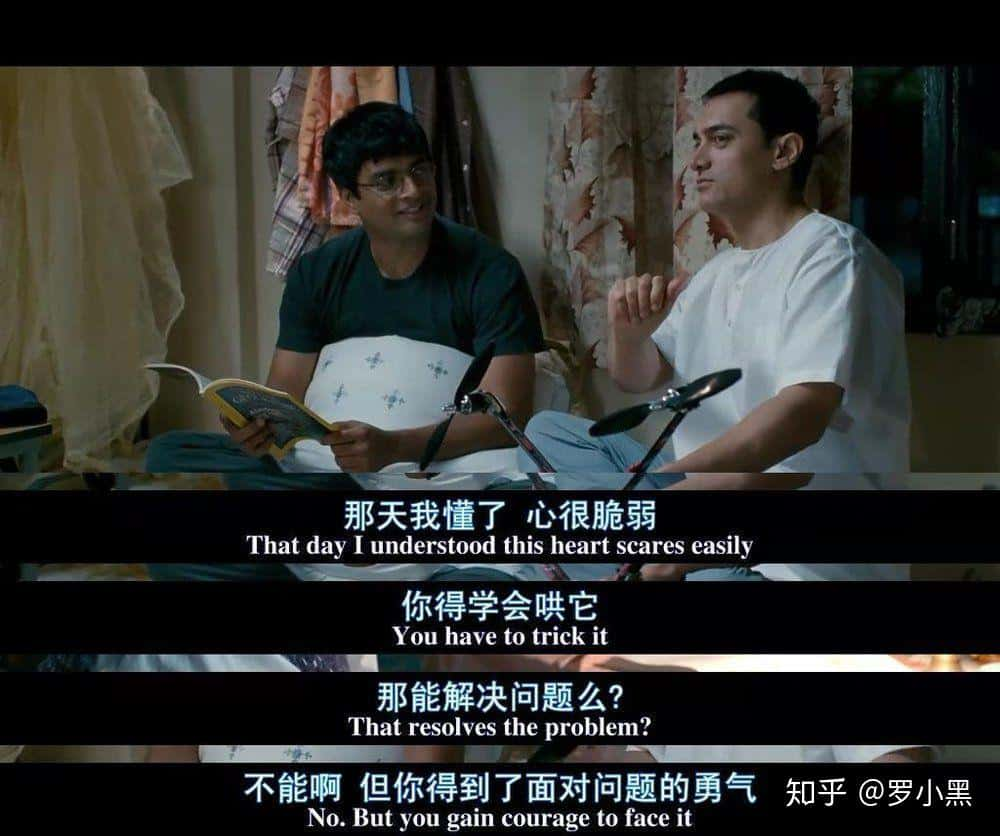 那天我懂了 心很脆弱
That day I understood this heart scares easily
你得学会哄它
You have to trick it
那能解决问题么?
That resolves the problem?
不能啊 但你得到了面对问题的勇气
知乎 @罗小黑
No. But you gain courage to face it